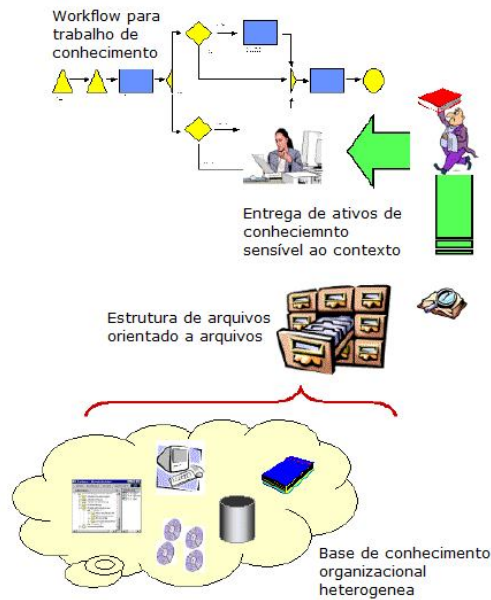 Workflow para
trabalho de
conhecimento
Entrega de ativos de
conheciemnto
sensível ao contexto
Estrutura de arquivos
orientado a arquivos
Base de conhecimento
organizacional
heterogenea